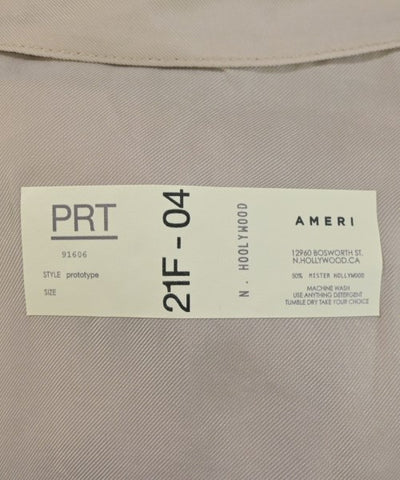 PRT
91606
STYLE prototype
SIZE
21F-04
N. HOOLYWOOD
AMERI
12960 BOSWORTH ST.
N.HOLLYWOOD.CA
50% MISTER HOLLYWOOD
MACHINE WASH
USE ANYTHING DETERGENT
TUMBLE DRY TAKE YOUR CHOICE